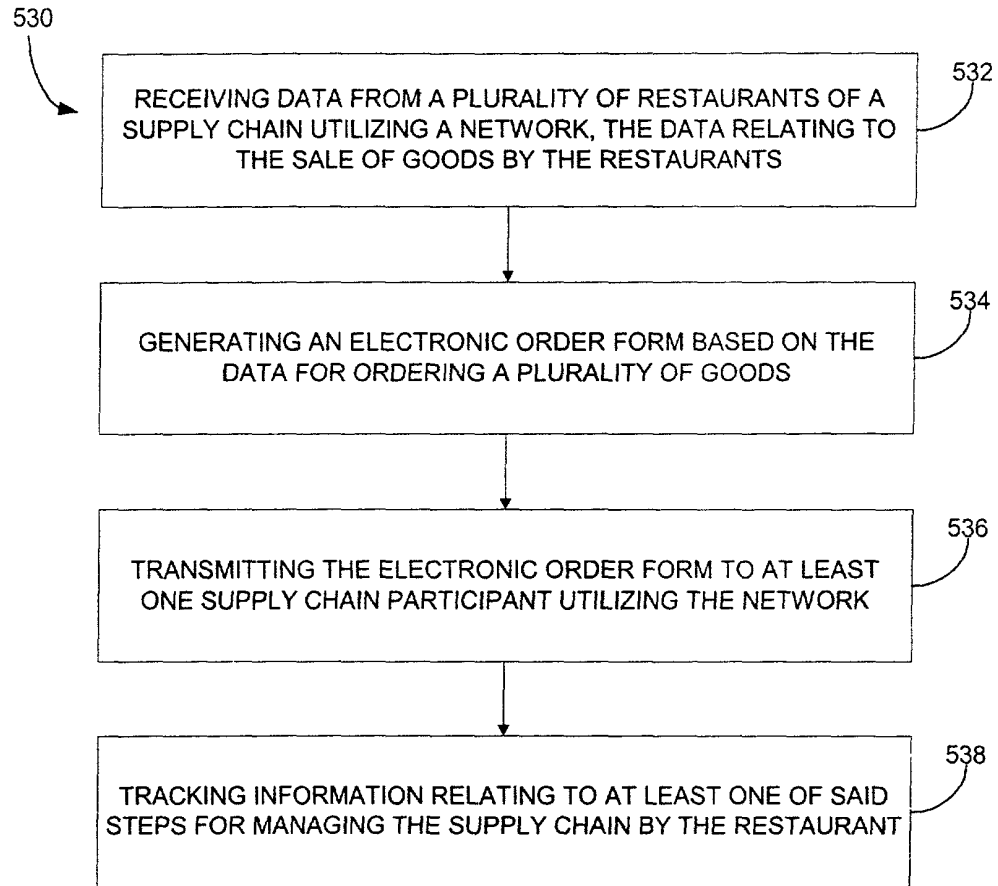 530
532
RECEIVING DATA FROM A PLURALITY OF RESTAURANTS OF A
SUPPLY CHAIN UTILIZING A NETWORK, THE DATA RELATING TO
THE SALE OF GOODS BY THE RESTAURANTS
534
GENERATING AN ELECTRONIC ORDER FORM BASED ON THE
DATA FOR ORDERING A PLURALITY OF GOODS
536
TRANSMITTING THE ELECTRONIC ORDER FORM TO AT LEAST
ONE SUPPLY CHAIN PARTICIPANT UTILIZING THE NETWORK
538
TRACKING INFORMATION RELATING TO AT LEAST ONE OF SAID
STEPS FOR MANAGING THE SUPPLY CHAIN BY THE RESTAURANT